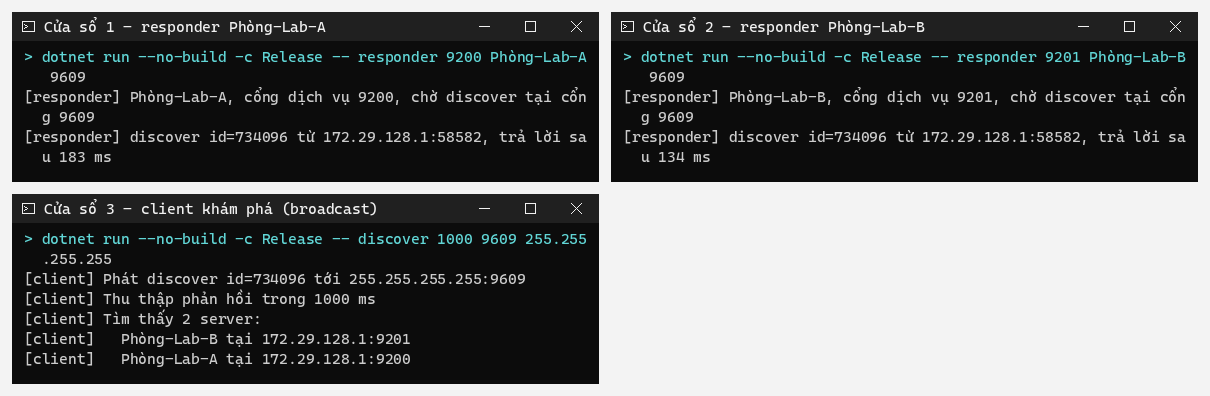 Cửa sổ 1 — responder Phòng-Lab-A
> dotnet run --no-build -c Release -- responder 9200 Phòng-Lab-A
9609
[responder] Phòng-Lab-A, cổng dịch vụ 9200, chờ discover tại cổn
g 9609
[responder] discover id=734096 từ 172.29.128.1:58582, trả lời sa
u 183 ms
Cửa sổ 2 — responder Phòng-Lab-B
> dotnet run --no-build -c Release -- responder 9201 Phòng-Lab-B
9609
[responder] Phòng-Lab-B, cổng dịch vụ 9201, chờ discover tại cổn
g 9609
[responder] discover id=734096 từ 172.29.128.1:58582, trả lời sa
u 134 ms
Cửa sổ 3 — client khám phá (broadcast)
> dotnet run --no-build -c Release -- discover 1000 9609 255.255
.255.255
[client] Phát discover id=734096 tới 255.255.255.255:9609
[client] Thu thập phản hồi trong 1000 ms
[client] Tìm thấy 2 server:
[client]   Phòng-Lab-B tại 172.29.128.1:9201
[client]   Phòng-Lab-A tại 172.29.128.1:9200